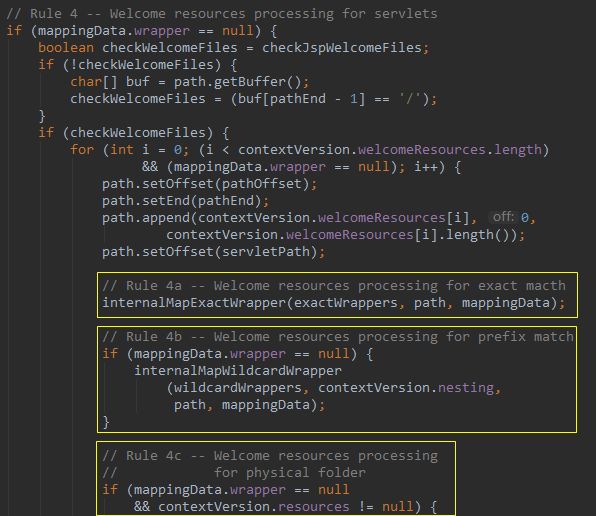 // Rule 4 -- Welcome resources processing for servlets
if (mappingData.wrapper == null) {
boolean checkWelcomeFiles = checkJspWelcomeFiles;
if (!checkWelcomeFiles) {
char[] buf = path.getBuffer();
checkWelcomeFiles = (buf[pathEnd - 1] == '/');
}
if (checkWelcomeFiles) {
for (int i = 0; (i < contextVersion.welcomeResources.length)
&& (mappingData.wrapper == null); i++) {
path.setOffset(pathOffset);
path.setEnd(pathEnd);
path.append(contextVersion.welcomeResources[i], off: 0,
contextVersion.welcomeResources[i].length());
path.setOffset(servletPath);
// Rule 4a -- Welcome resources processing for exact macth
internalMapExactWrapper(exactWrappers, path, mappingData);
// Rule 4b -- Welcome resources processing for prefix match
if (mappingData.wrapper == null) {
internalMapWildcardWrapper
(wildcardWrappers, contextVersion.nesting,
path, mappingData);
}
// Rule 4c -- Welcome resources processing
// for physical folder
if (mappingData.wrapper == null
&& contextVersion.resources != null) {